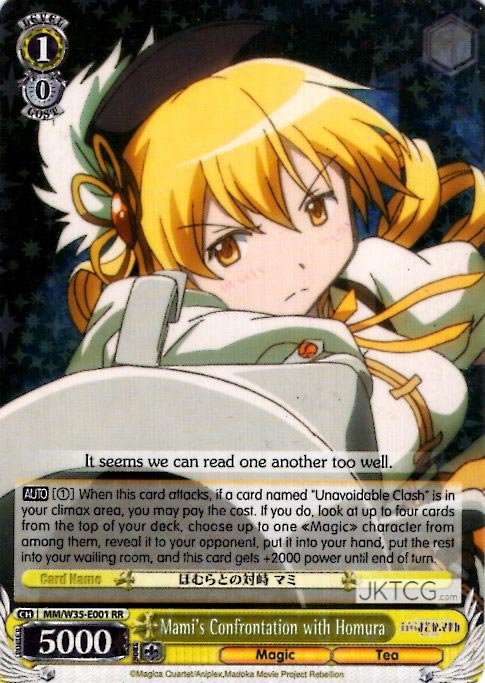 LEVEL
1
0
COST
It seems we can read one another too well.
AUTO [①] When this card attacks, if a card named "Unavoidable Clash" is in
your climax area, you may pay the cost. If you do, look at up to four cards
from the top of your deck, choose up to one «Magic» character from
among them, reveal it to your opponent, put it into your hand, put the rest
into your waiting room, and this card gets +2000 power until end of turn.
Card Name ほむらとの対峙 マミ
JKTCG.com
CH MM/W35-E001 RR
POWER 5000
Mami's Confrontation with Homura
Magic Tea
©Magica Quartet/Aniplex,Madoka Movie Project Rebellion